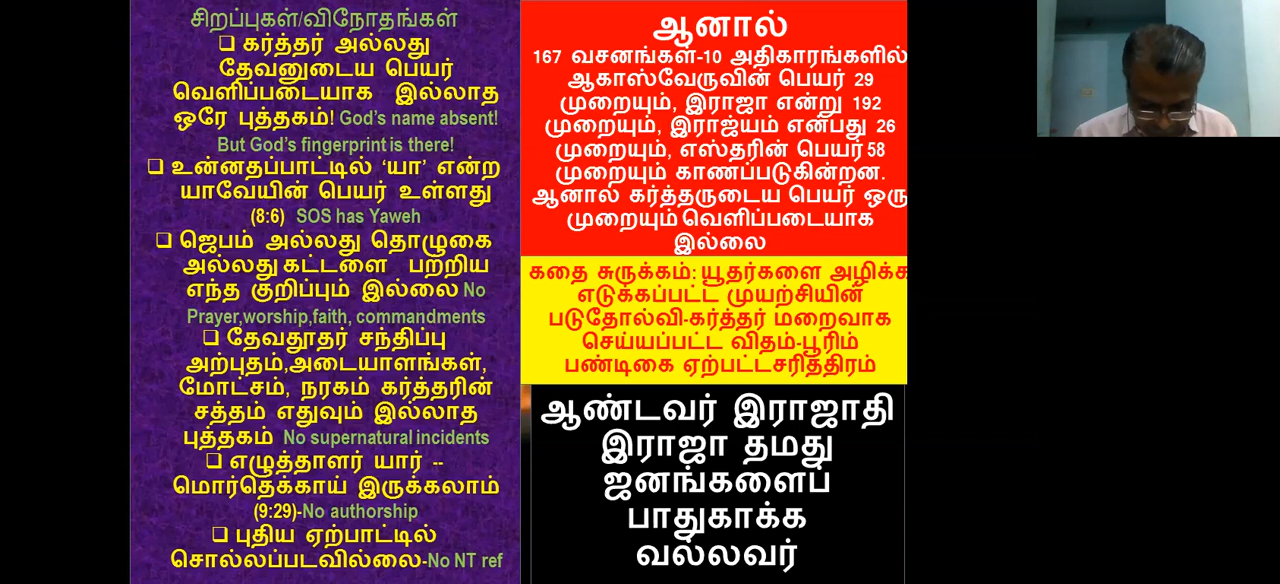 சிறப்புகள்/விநோதங்கள்
❑ கர்த்தர் அல்லது
தேவனுடைய பெயர்
வெளிப்படையாக இல்லாத
ஒரே புத்தகம்! God's name absent!
But God's fingerprint is there!
❑ உன்னதப்பாட்டில் 'யா' என்ற
யாவேயின் பெயர் உள்ளது
(8:6) SOS has Yaweh
❑ ஜெபம் அல்லது தொழுகை
அல்லது கட்டளை பற்றிய
எந்த குறிப்பும் இல்லை No
Prayer,worship,faith, commandments
❑ தேவதூதர் சந்திப்பு
அற்புதம்,அடையாளங்கள்,
மோட்சம், நரகம் கர்த்தரின்
சத்தம் எதுவும் இல்லாத
புத்தகம் No supernatural incidents
❑ எழுத்தாளர் யார் --
மொர்தெக்காய் இருக்கலாம்
(9:29)-No authorship
❑ புதிய ஏற்பாட்டில்
சொல்லப்படவில்லை-No NT ref
ஆனால்
167 வசனங்கள்-10 அதிகாரங்களில்
ஆகாஸ்வேருவின் பெயர் 29
முறையும், இராஜா என்று 192
முறையும், இராஜ்யம் என்பது 26
முறையும், எஸ்தரின் பெயர் 58
முறையும் காணப்படுகின்றன.
ஆனால் கர்த்தருடைய பெயர் ஒரு
முறையும் வெளிப்படையாக
இல்லை
கதை சுருக்கம்: யூதர்களை அழிக்க
எடுக்கப்பட்ட முயற்சியின்
படுதோல்வி-கர்த்தர் மறைவாக
செய்யப்பட்ட விதம்-பூரிம்
பண்டிகை ஏற்பட்டசரித்திரம்
ஆண்டவர் இராஜாதி
இராஜா தமது
ஜனங்களைப்
பாதுகாக்க
வல்லவர்